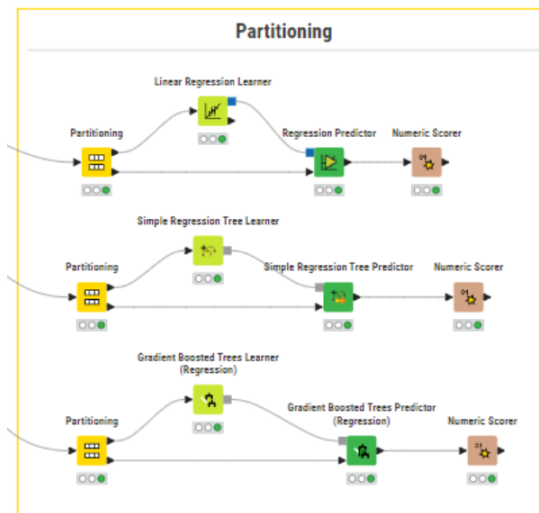 Partitioning
Linear Regression Learner
Partitioning
Regression Predictor
Numeric Scorer
Simple Regression Tree Learner
Partitioning
Simple Regression Tree Predictor
Numeric Scorer
Gradient Boosted Trees Learner
(Regression)
Partitioning
Gradient Boosted Trees Predictor
(Regression)
Numeric Scorer